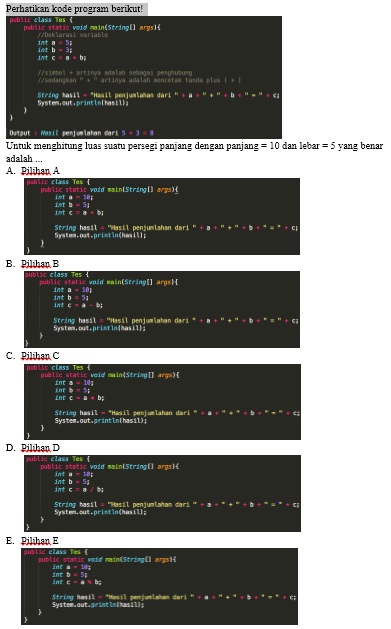 Perhatikan kode program berikut!
public class Tes {
public static void main(String[] args){
//Deklarasi variable
int a = 5;
int b = 3;
int c = a + b;
//simbol + artinya adalah sebagai penghubung
//sedangkan " + " artinya adalah mencetak tanda plus ( + )
String hasil = "Hasil penjumlahan dari " + a + " + " + b + " = " + c;
System.out.println(hasil);
}
}
Output : Hasil penjumlahan dari 5 + 3 = 8
Untuk menghitung luas suatu persegi panjang dengan panjang = 10 dan lebar = 5 yang benar
adalah ...
A. Pilihan A
public class Tes {
public static void main(String[] args){
int a = 10;
int b = 5;
int c = a + b;
String hasil = "Hasil penjumlahan dari " + a + " + " + b + " = " + c;
System.out.println(hasil);
}
}
B. Pilihan B
public class Tes {
public static void main(String[] args){
int a = 10;
int b = 5;
int c = a - b;
String hasil = "Hasil penjumlahan dari " + a + " + " + b + " = " + c;
System.out.println(hasil);
}
}
C. Pilihan C
public class Tes {
public static void main(String[] args){
int a = 10;
int b = 5;
int c = a * b;
String hasil = "Hasil penjumlahan dari " + a + " + " + b + " = " + c;
System.out.println(hasil);
}
}
D. Pilihan D
public class Tes {
public static void main(String[] args){
int a = 10;
int b = 5;
int c = a / b;
String hasil = "Hasil penjumlahan dari " + a + " + " + b + " = " + c;
System.out.println(hasil);
}
}
E. Pilihan E
public class Tes {
public static void main(String[] args){
int a = 10;
int b = 5;
int c = a % b;
String hasil = "Hasil penjumlahan dari " + a + " + " + b + " = " + c;
System.out.println(hasil);
}
}